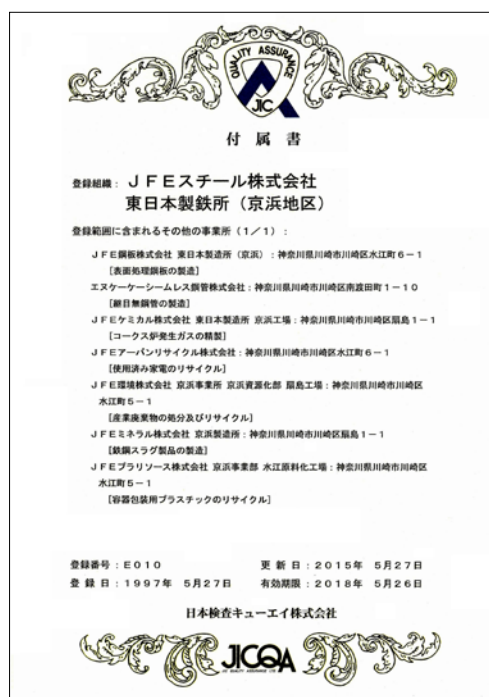 QUALITY ASSURANCE
JIC
付属書
登録組織：ＪＦＥスチール株式会社
東日本製鉄所（京浜地区）
登録範囲に含まれるその他の事業所（１/１）：
ＪＦＥ鋼板株式会社 東日本製造所（京浜）：神奈川県川崎市川崎区水江町６－１
［表面処理鋼板の製造］
エヌケーケーシームレス鋼管株式会社：神奈川県川崎市川崎区南渡田町１－１０
［継目無鋼管の製造］
ＪＦＥケミカル株式会社 東日本製造所 京浜工場：神奈川県川崎市川崎区扇島１－１
［コークス炉発生ガスの精製］
ＪＦＥアーバンリサイクル株式会社：神奈川県川崎市川崎区水江町６－１
［使用済み家電のリサイクル］
ＪＦＥ環境株式会社 京浜事業所 京浜資源化部 扇島工場：神奈川県川崎市川崎区
水江町５－１
［産業廃棄物の処分及びリサイクル］
ＪＦＥミネラル株式会社 京浜製造所：神奈川県川崎市川崎区扇島１－１
［鉄鋼スラグ製品の製造］
ＪＦＥプラリソース株式会社 京浜事業部 水江原料化工場：神奈川県川崎市川崎区
水江町５－１
［容器包装用プラスチックのリサイクル］
登録番号：Ｅ０１０ 更新日：２０１５年 ５月２７日
登録日：１９９７年 ５月２７日 有効期限：２０１８年 ５月２６日
日本検査キューエイ株式会社
JICQA
JIC QUALITY ASSURANCE LTD